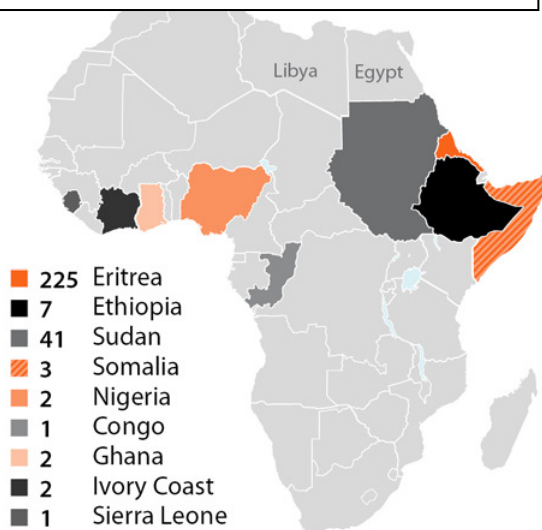 Libya Egypt
225 Eritrea
7 Ethiopia
41 Sudan
3 Somalia
2 Nigeria
1 Congo
2 Ghana
2 Ivory Coast
1 Sierra Leone